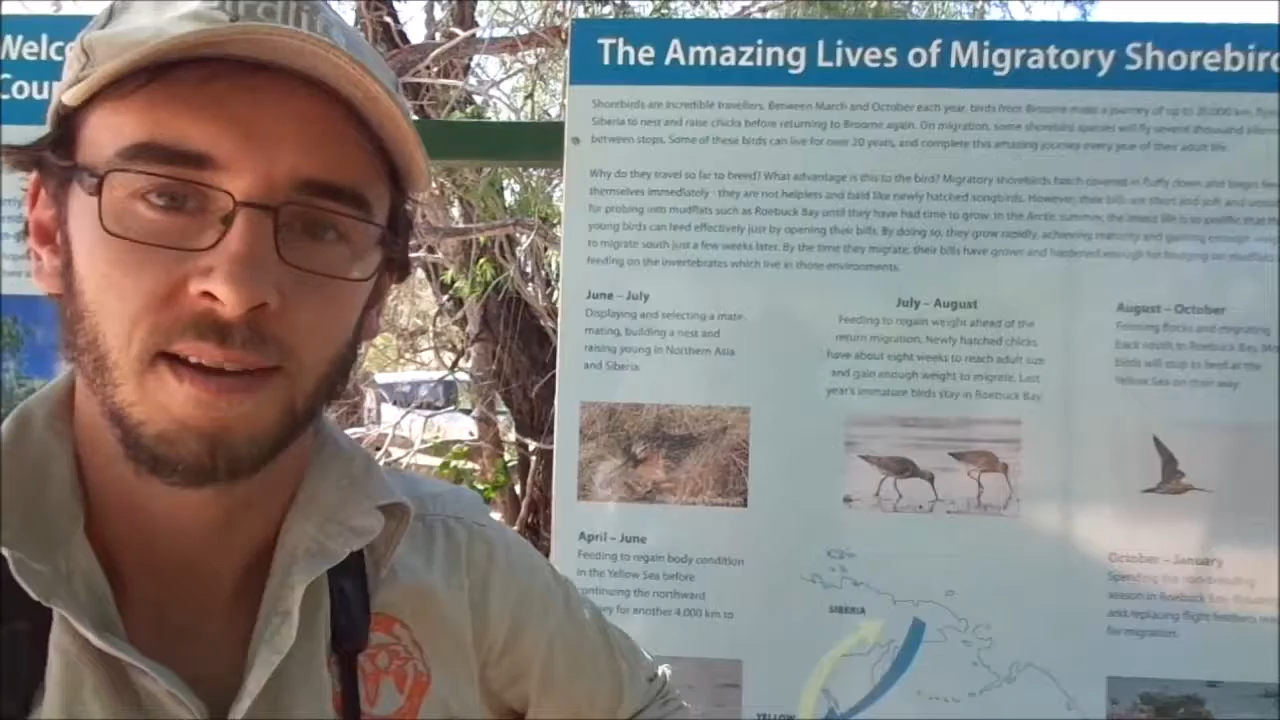 Birdli
Welc
Cour
The Amazing Lives of Migratory Shorebird
Shorebirds are incredible travellers. Between March and October each year, birds from Broome make a journey of up to 20,000 km,
Siberia to nest and raise chicks before returning to Broome again. On migration, some shorebird species will fly several thousand
between stops. Some of these birds can live for over 20 years, and complete this amazing journey every year of their adult life.
Why do they travel so far to breed? What advantage is this to the bird? Migratory shorebirds hatch covered in fluffy down and begin
themselves immediately - they are not helpless and bald like newly hatched songbirds. However, their bills are short and soft and
for probing into mudflats such as Roebuck Bay until they have had time to grow. In the Arctic summer, the insect life is so prolific that
young birds can feed effectively just by opening their bills. By doing so, they grow rapidly, achieving maturity and gaining enough
to migrate south just a few weeks later. By the time they migrate, their bills have grown and hardened enough for foraging on mudflats
feeding on the invertebrates which live in those environments.
June – July
Displaying and selecting a mate,
mating, building a nest and
raising young in Northern Asia
and Siberia.
July – August
Feeding to regain weight ahead of the
return migration. Newly hatched chicks
have about eight weeks to reach adult size
and gain enough weight to migrate. Last
year's immature birds stay in Roebuck Bay.
August – October
Forming flocks and migrating
back south to Roebuck Bay. Mo
birds will stop to feed at the
Yellow Sea on their way.
April – June
Feeding to regain body condition
in the Yellow Sea before
continuing the northward
ey for another 4,000 km to
October – January
Spending the non-breeding
season in Roebuck Bay
and replacing flight feathers
for migration.
SIBERIA
YELLOW